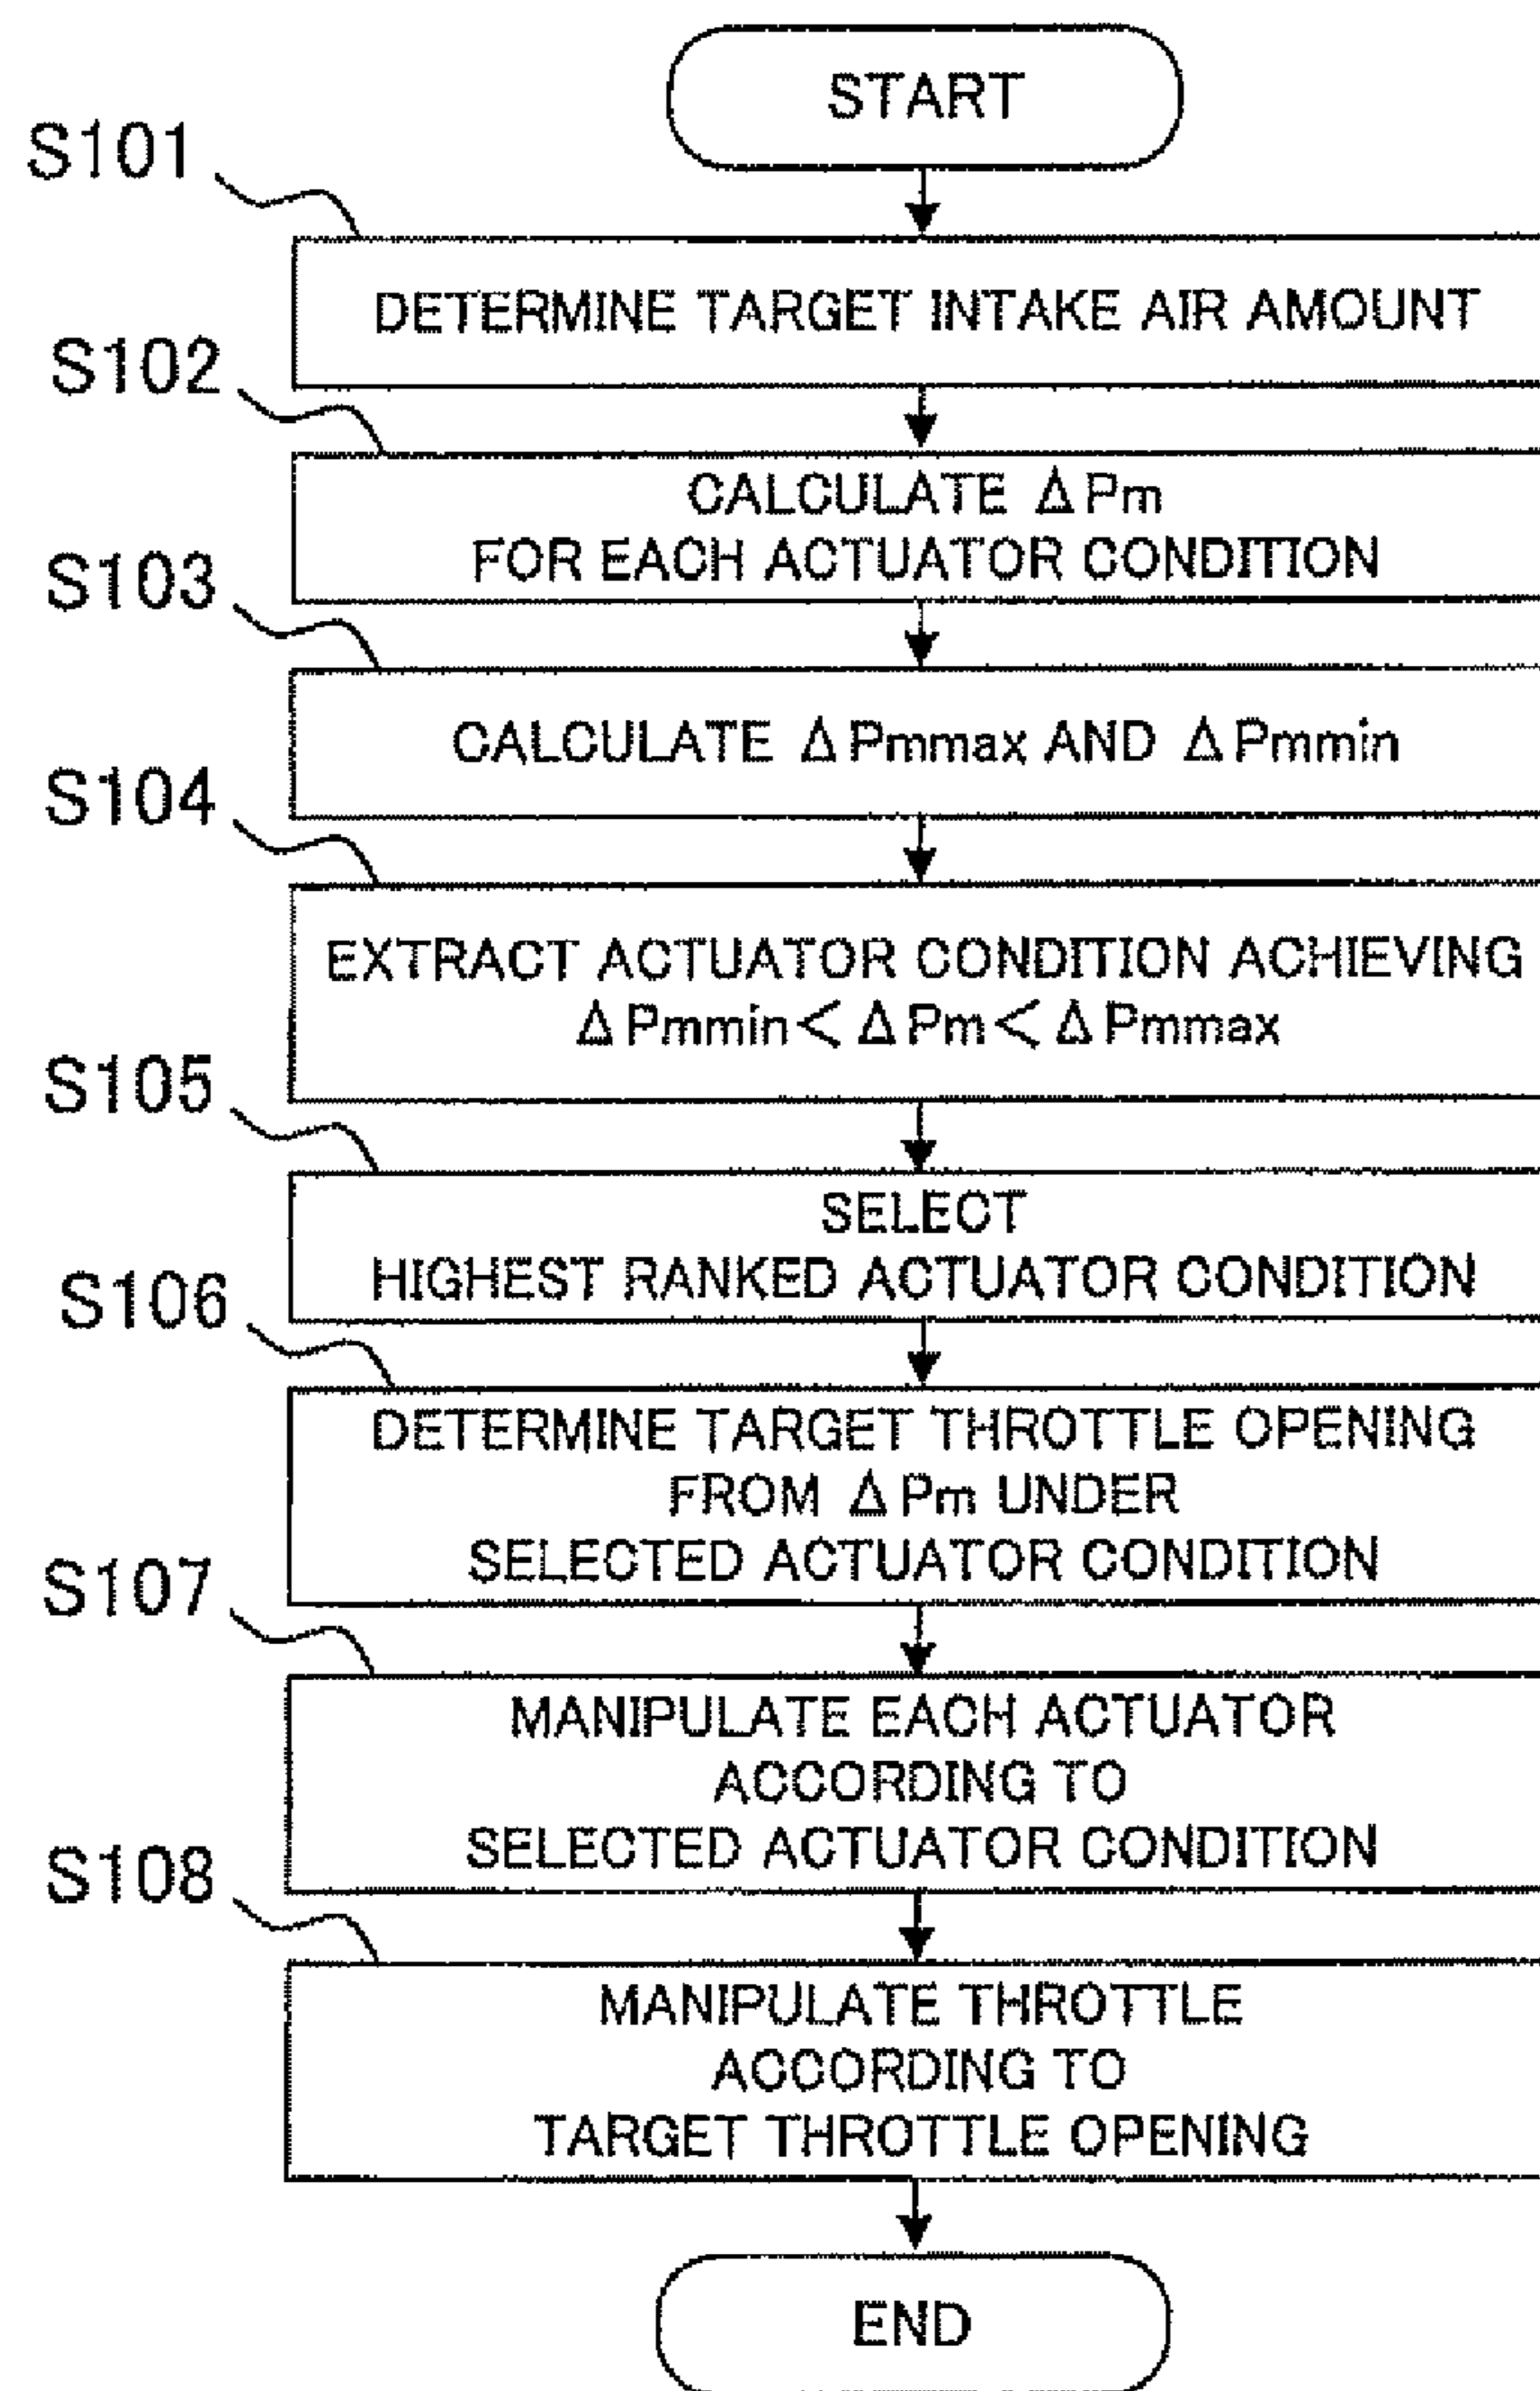 START
S101
DETERMINE TARGET INTAKE AIR AMOUNT
S102
CALCULATE ΔPm
FOR EACH ACTUATOR CONDITION
S103
CALCULATE ΔPmmax AND ΔPmmin
S104
EXTRACT ACTUATOR CONDITION ACHIEVING
ΔPmmin<ΔPm<ΔPmmax
S105
SELECT
HIGHEST RANKED ACTUATOR CONDITION
S106
DETERMINE TARGET THROTTLE OPENING
FROM ΔPm UNDER
SELECTED ACTUATOR CONDITION
S107
MANIPULATE EACH ACTUATOR
ACCORDING TO
SELECTED ACTUATOR CONDITION
S108
MANIPULATE THROTTLE
ACCORDING TO
TARGET THROTTLE OPENING
END